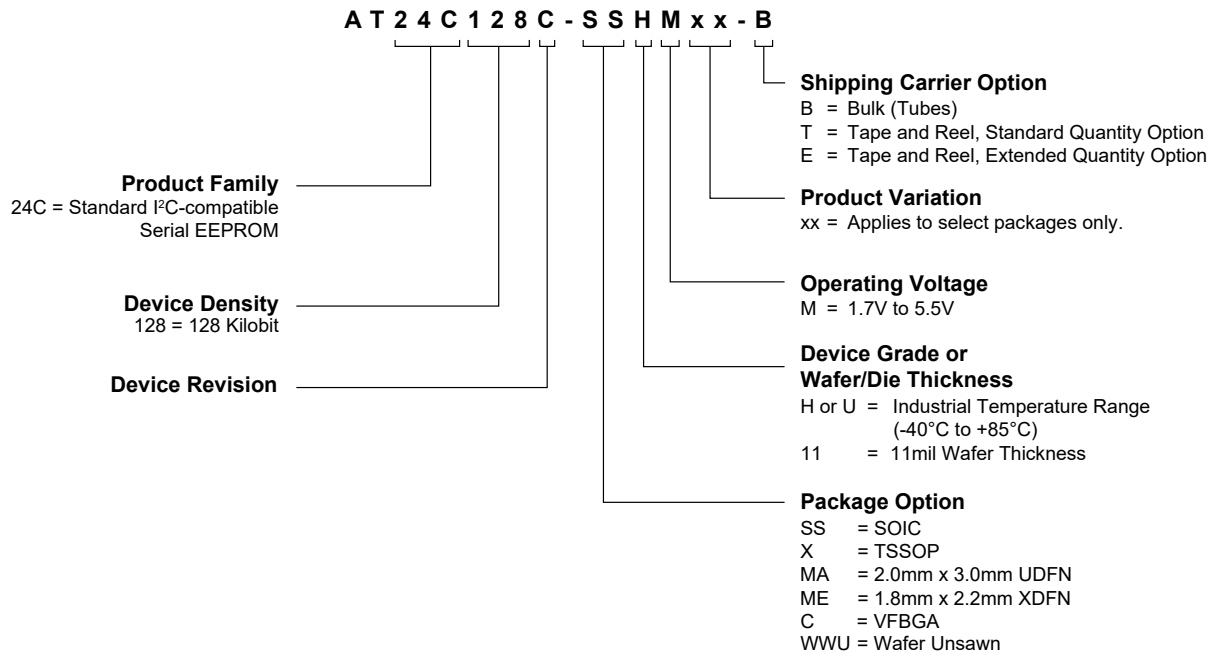 AT24C128C-SSHMxx-B
Shipping Carrier Option
B = Bulk (Tubes)
T = Tape and Reel, Standard Quantity Option
E = Tape and Reel, Extended Quantity Option
Product Family
24C = Standard I²C-compatible
Serial EEPROM
Product Variation
xx = Applies to select packages only.
Device Density
128 = 128 Kilobit
Operating Voltage
M = 1.7V to 5.5V
Device Revision
Device Grade or
Wafer/Die Thickness
H or U = Industrial Temperature Range
(-40°C to +85°C)
11 = 11mil Wafer Thickness
Package Option
SS = SOIC
X = TSSOP
MA = 2.0mm x 3.0mm UDFN
ME = 1.8mm x 2.2mm XDFN
C = VFBGA
WWU = Wafer Unsawn